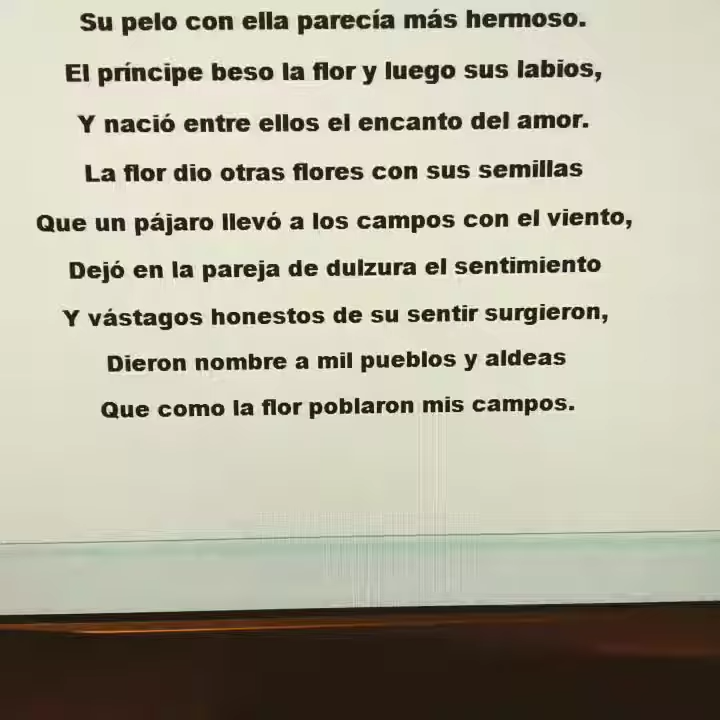 Su pelo con ella parecía más hermoso.
El príncipe beso la flor y luego sus labios,
Y nació entre ellos el encanto del amor.
La flor dio otras flores con sus semillas
Que un pájaro llevó a los campos con el viento,
Dejó en la pareja de dulzura el sentimiento
Y vástagos honestos de su sentir surgieron,
Dieron nombre a mil pueblos y aldeas
Que como la flor poblaron mis campos.